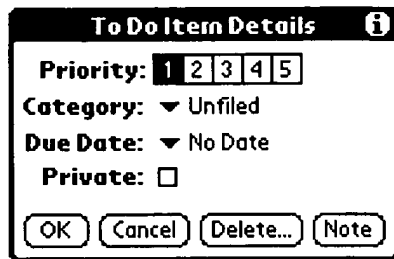 To Do Item Details i
Priority: 1 2 3 4 5
Category: Unfiled
Due Date: No Date
Private:
OK Cancel Delete... Note